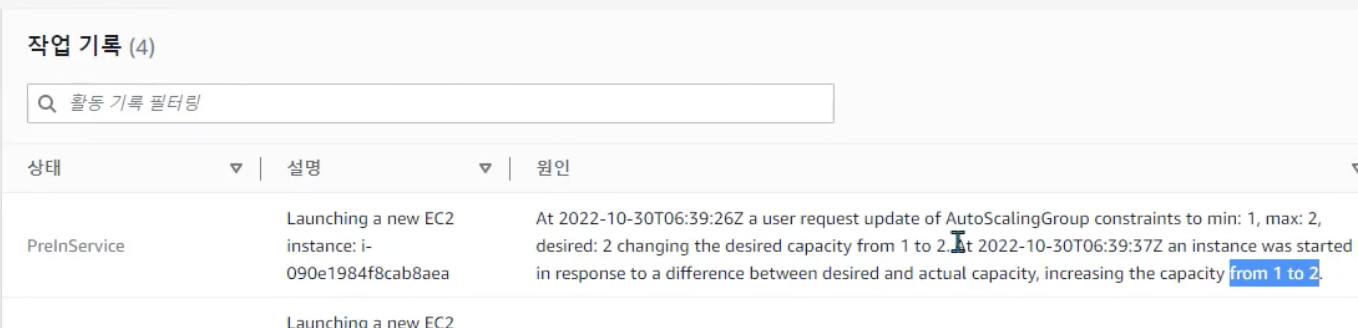 작업 기록 (4)
활동 기록 필터링
상태 설명 원인
PreInService
Launching a new EC2
instance: i-
090e1984f8cab8aea
At 2022-10-30T06:39:26Z a user request update of AutoScalingGroup constraints to min: 1, max: 2,
desired: 2 changing the desired capacity from 1 to 2. At 2022-10-30T06:39:37Z an instance was started
in response to a difference between desired and actual capacity, increasing the capacity from 1 to 2.
Launching a new EC2